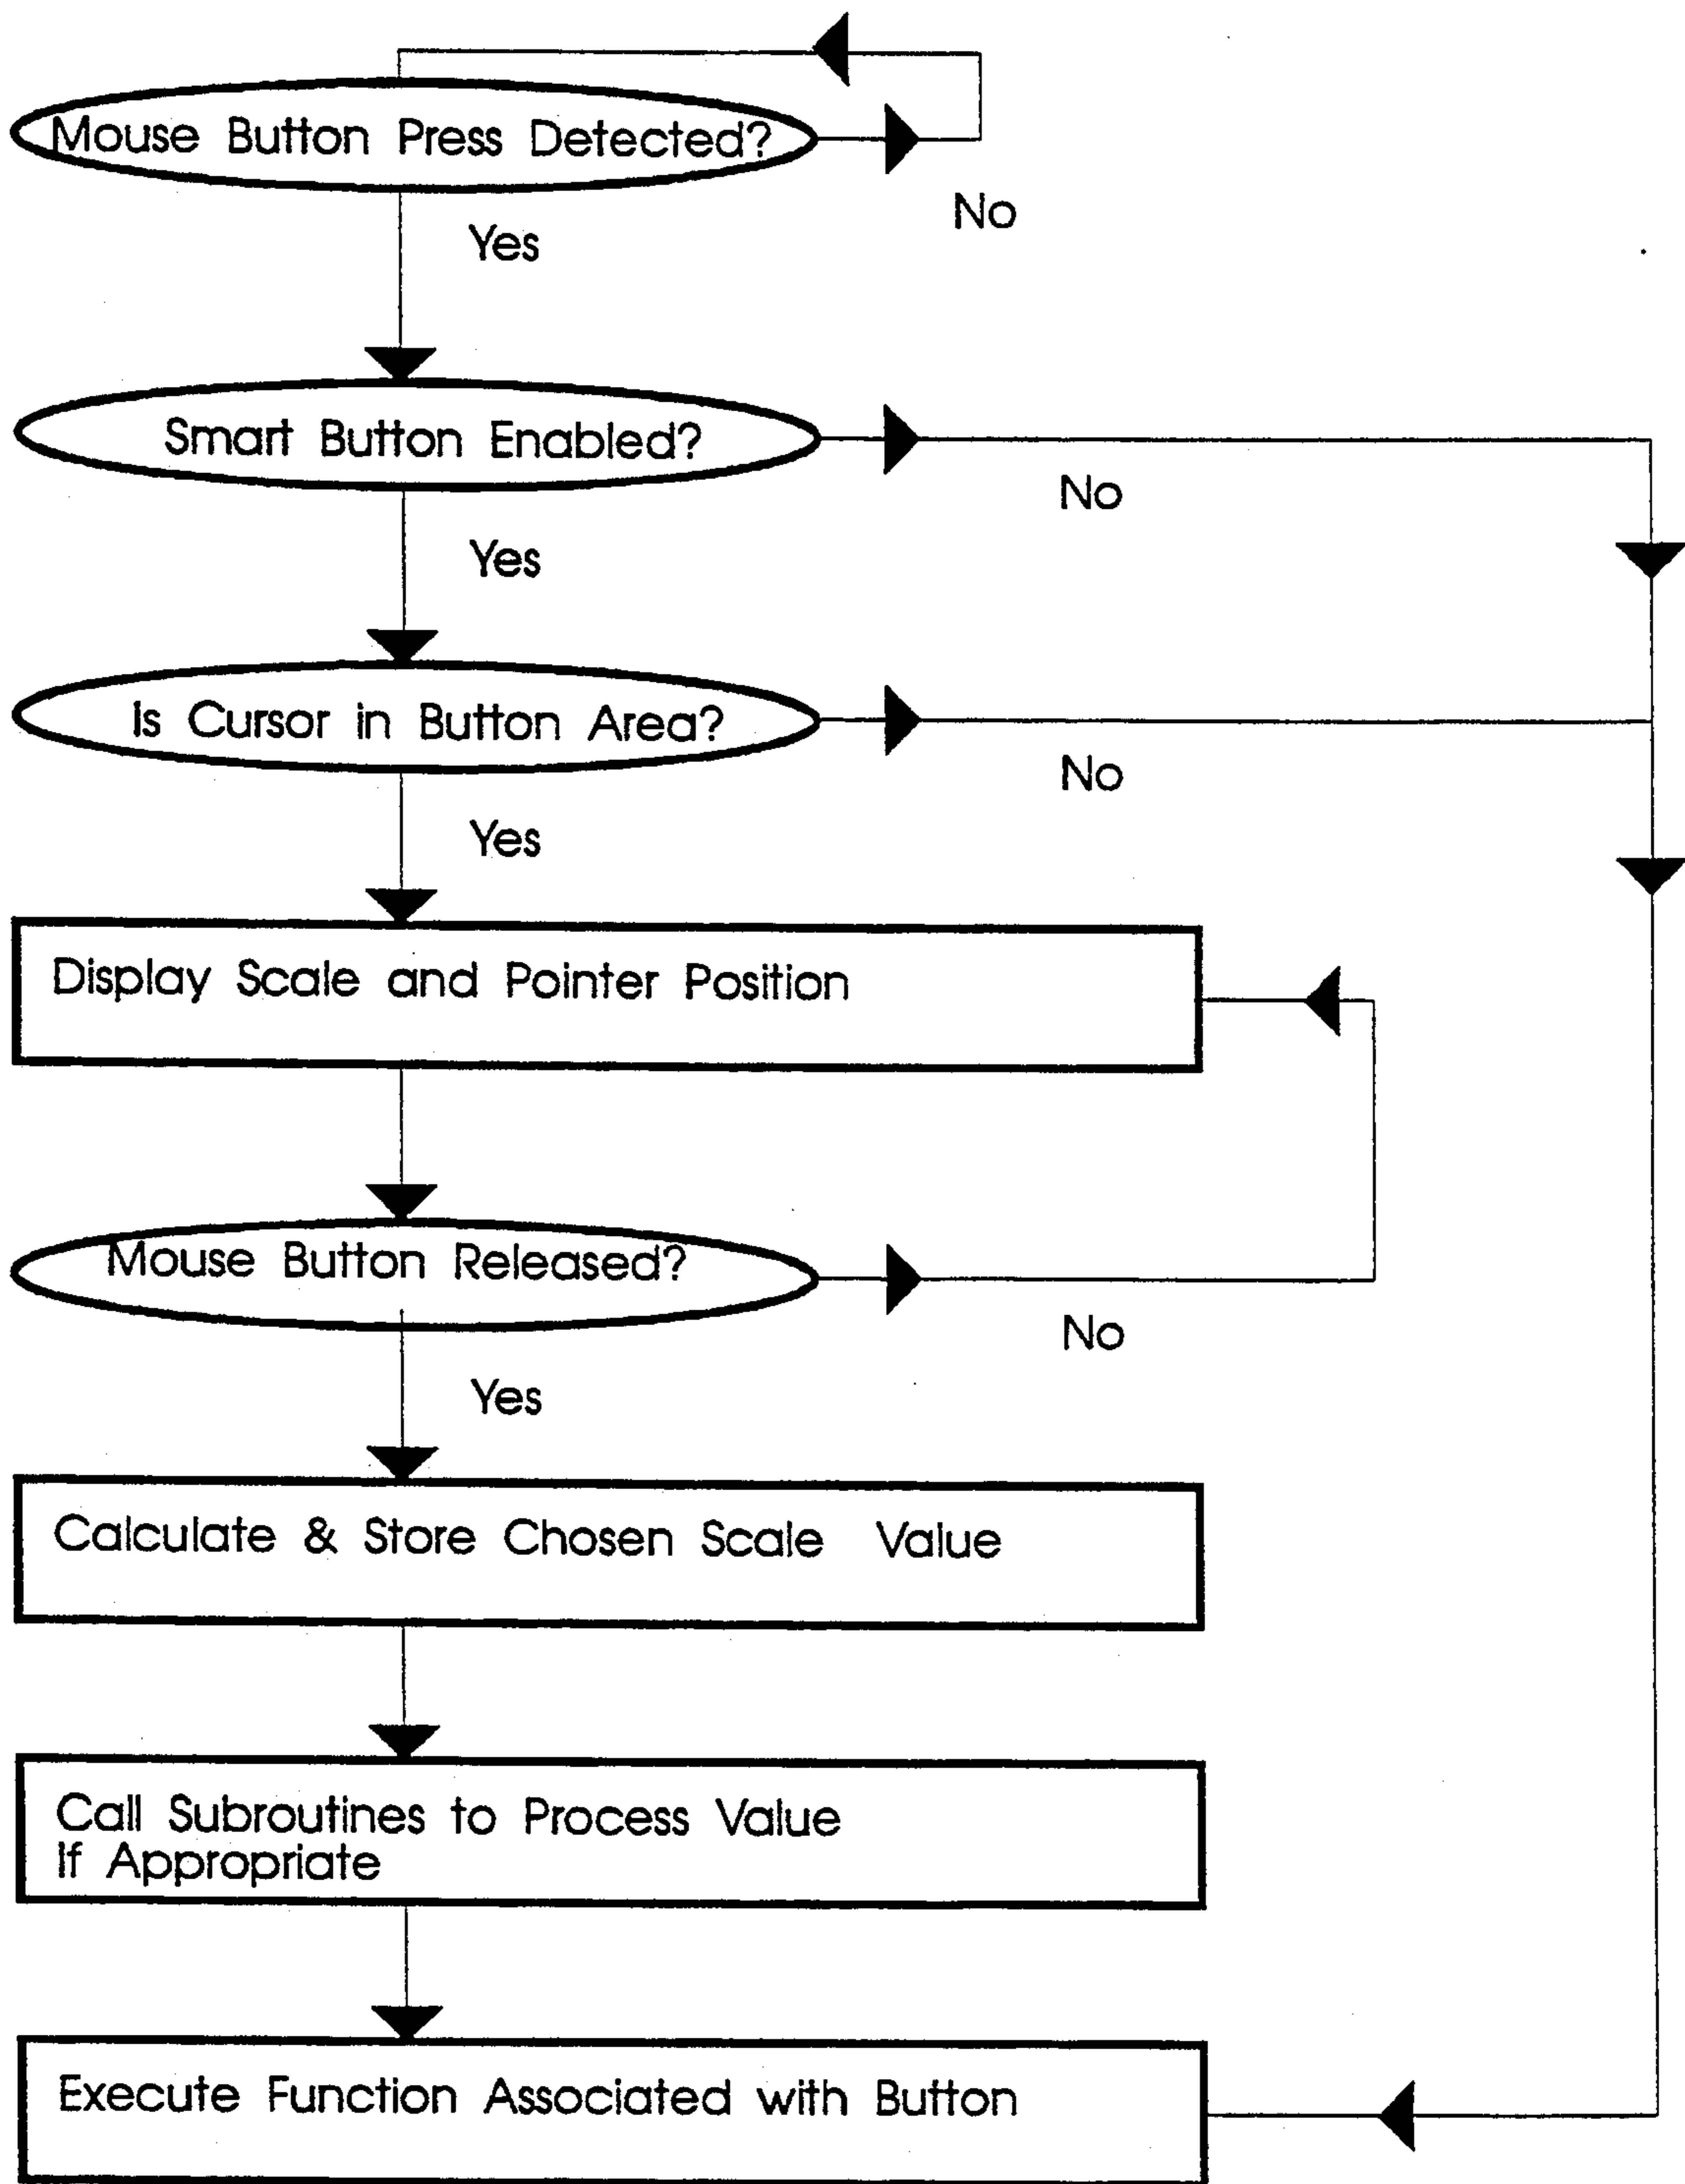 Mouse Button Press Detected?
No
Yes
Smart Button Enabled?
No
Yes
Is Cursor in Button Area?
No
Yes
Display Scale and Pointer Position
Mouse Button Released?
No
Yes
Calculate & Store Chosen Scale Value
Call Subroutines to Process Value
If Appropriate
Execute Function Associated with Button